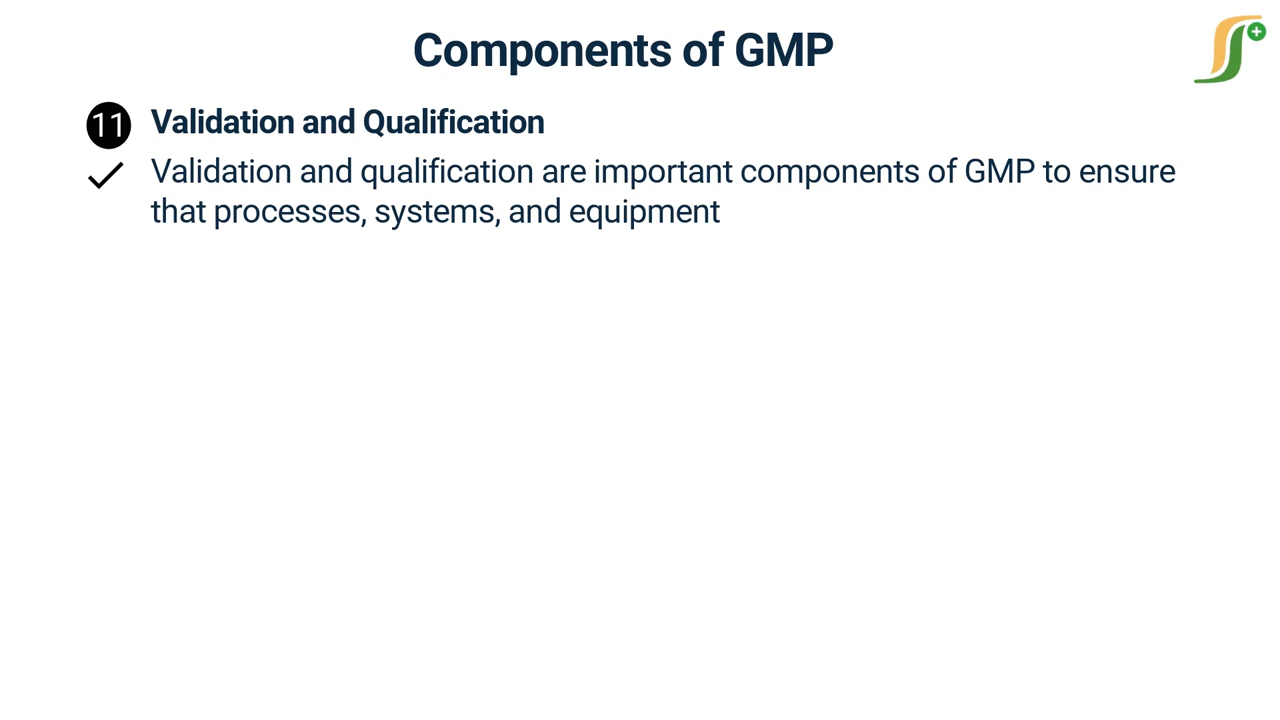 Components of GMP
11 Validation and Qualification
Validation and qualification are important components of GMP to ensure
that processes, systems, and equipment